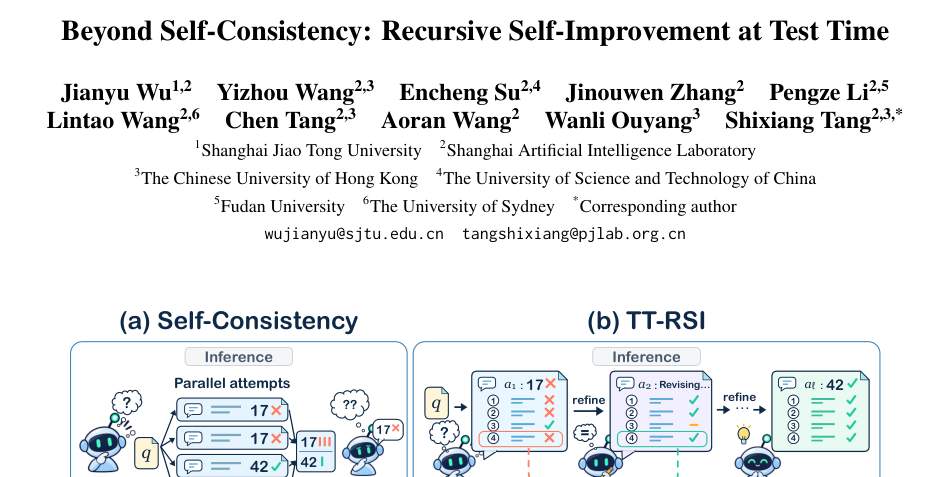 Beyond Self-Consistency: Recursive Self-Improvement at Test Time
Jianyu Wu1,2 Yizhou Wang2,3 Encheng Su2,4 Jinouwen Zhang2 Pengze Li2,5
Lintao Wang2,6 Chen Tang2,3 Aoran Wang2 Wanli Ouyang3 Shixiang Tang2,3,*
1Shanghai Jiao Tong University 2Shanghai Artificial Intelligence Laboratory
3The Chinese University of Hong Kong 4The University of Science and Technology of China
5Fudan University 6The University of Sydney *Corresponding author
wujianyu@sjtu.edu.cn tangshixiang@pjlab.org.cn
(a) Self-Consistency
Inference
Parallel attempts
?
q
17 ✗
17 ✗
42 ✓
17 III
42 I
??
17 ✗
(b) TT-RSI
Inference
q
?
a1 : 17 ✗
1 ✗
2 ✗
3 ✓
4 ✗
refine
=
a2 : Revising...
1 ✓
2 ✓
3 –
4 ✓
refine
...
at : 42 ✓
1 ✓
2 ✓
3 ✓
4 ✓